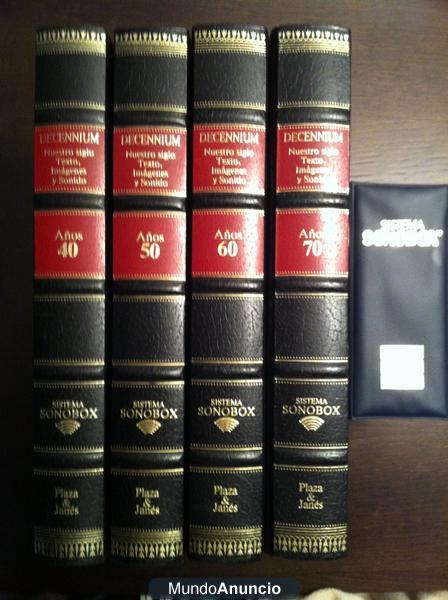 DECENNIUM
Nuestro siglo
Texto,
Imágenes
y Sonido
Años
40
SISTEMA
SONOBOX
Plaza
&
Janés
DECENNIUM
Nuestro siglo
Texto,
Imágenes
y Sonido
Años
50
SISTEMA
SONOBOX
Plaza
&
Janés
DECENNIUM
Nuestro siglo
Texto,
Imágenes
y Sonido
Años
60
SISTEMA
SONOBOX
Plaza
&
Janés
DECENNIUM
Nuestro siglo
Texto,
Imágenes
y Sonido
Años
70
SISTEMA
SONOBOX
Plaza
&
Janés
SISTEMA
SONOBOX
MundoAnuncio